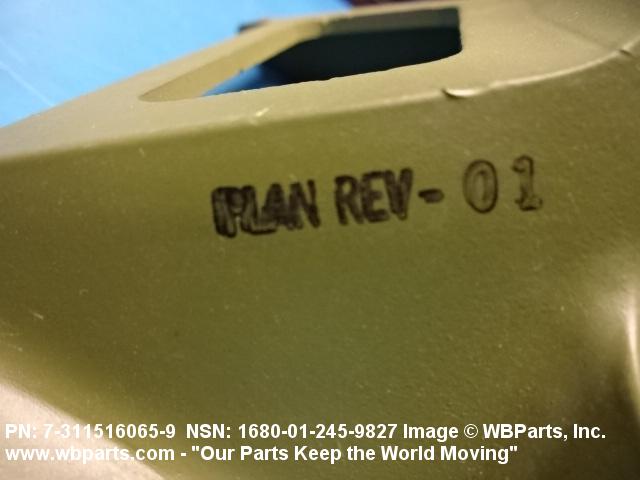 PLAN REV- 01
PN: 7-311516065-9 NSN: 1680-01-245-9827 Image © WBParts, Inc.
www.wbparts.com - "Our Parts Keep the World Moving"